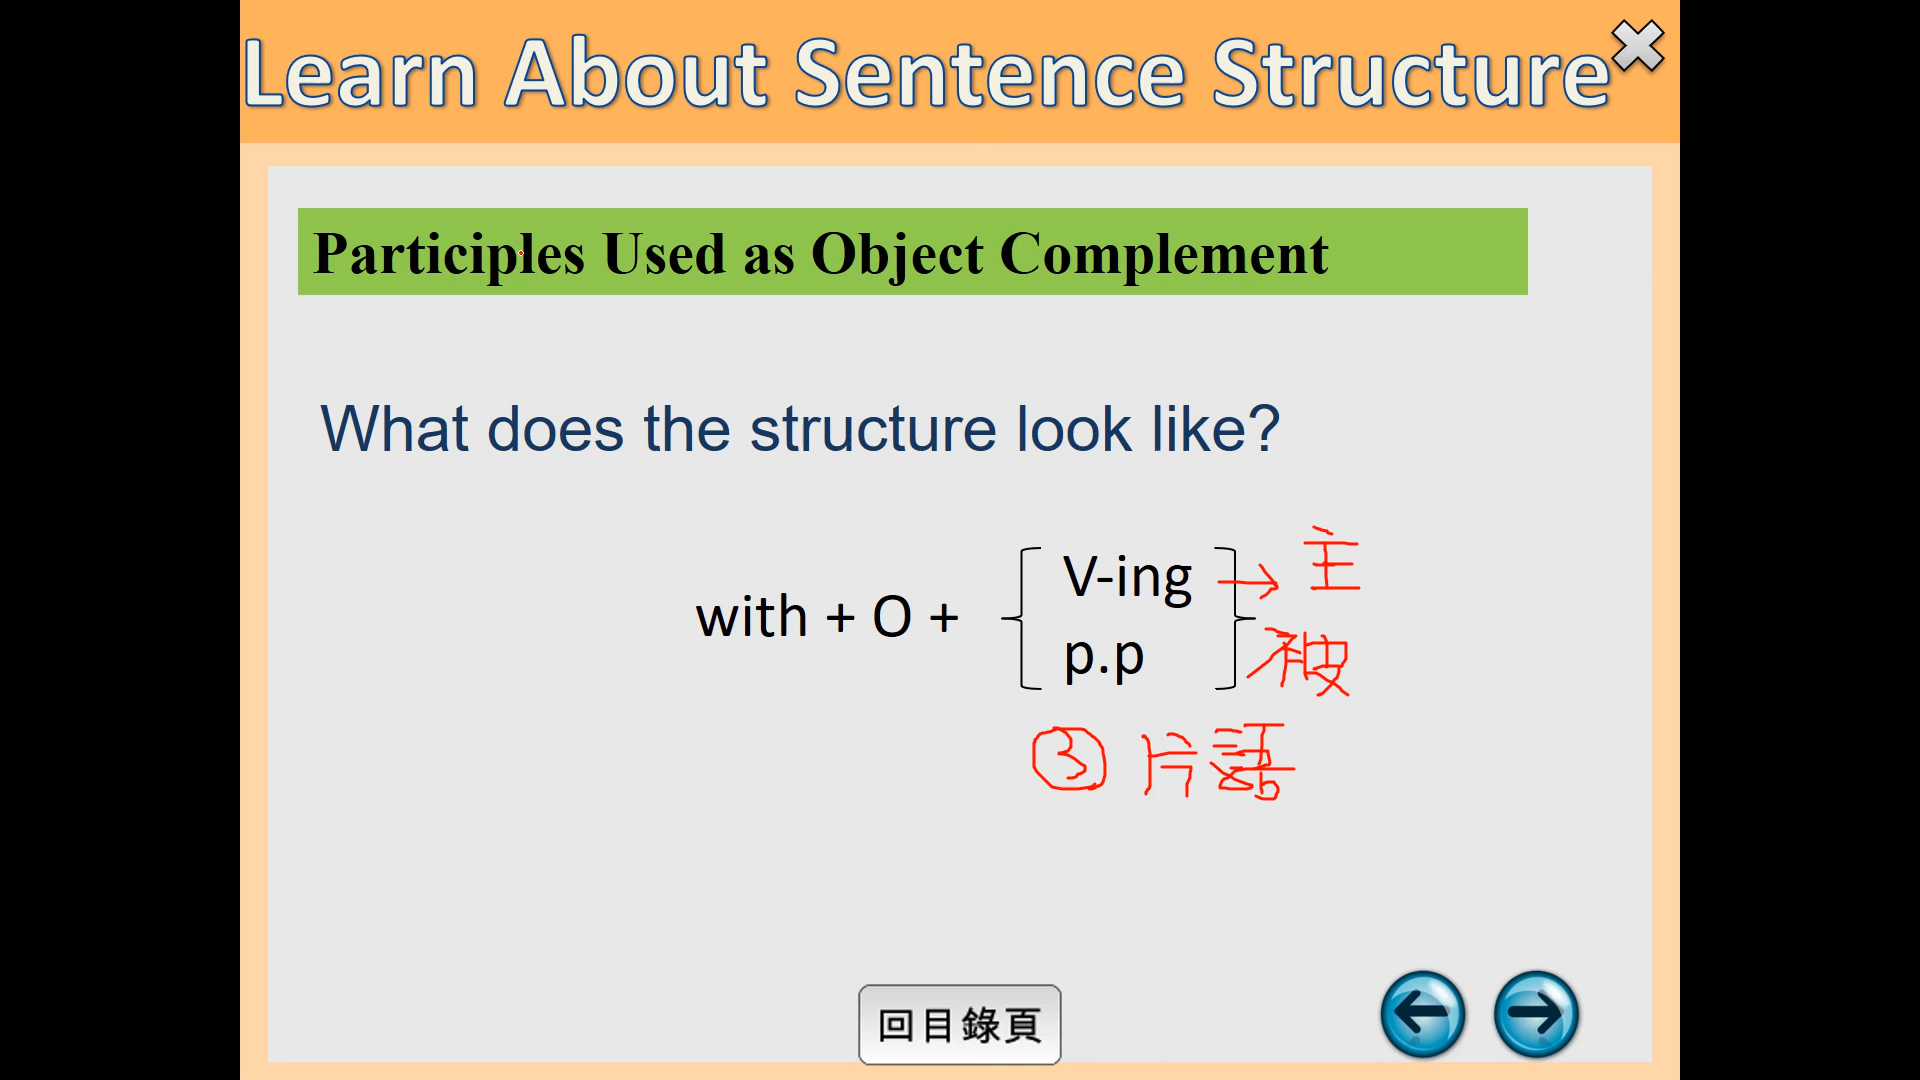 Learn About Sentence Structure
Participles Used as Object Complement
What does the structure look like?
V-ing → 主
with + O +
p.p 被
③ 片語
回目錄頁